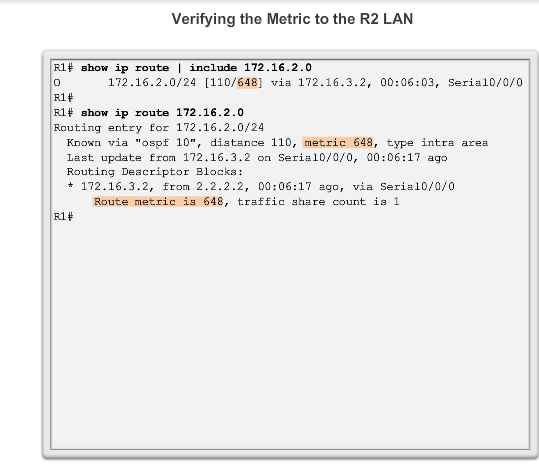 Verifying the Metric to the R2 LAN
R1# show ip route | include 172.16.2.0
O 172.16.2.0/24 [110/648] via 172.16.3.2, 00:06:03, Serial0/0/0
R1#
R1# show ip route 172.16.2.0
Routing entry for 172.16.2.0/24
Known via "ospf 10", distance 110, metric 648, type intra area
Last update from 172.16.3.2 on Serial0/0/0, 00:06:17 ago
Routing Descriptor Blocks:
* 172.16.3.2, from 2.2.2.2, 00:06:17 ago, via Serial0/0/0
Route metric is 648, traffic share count is 1
R1#